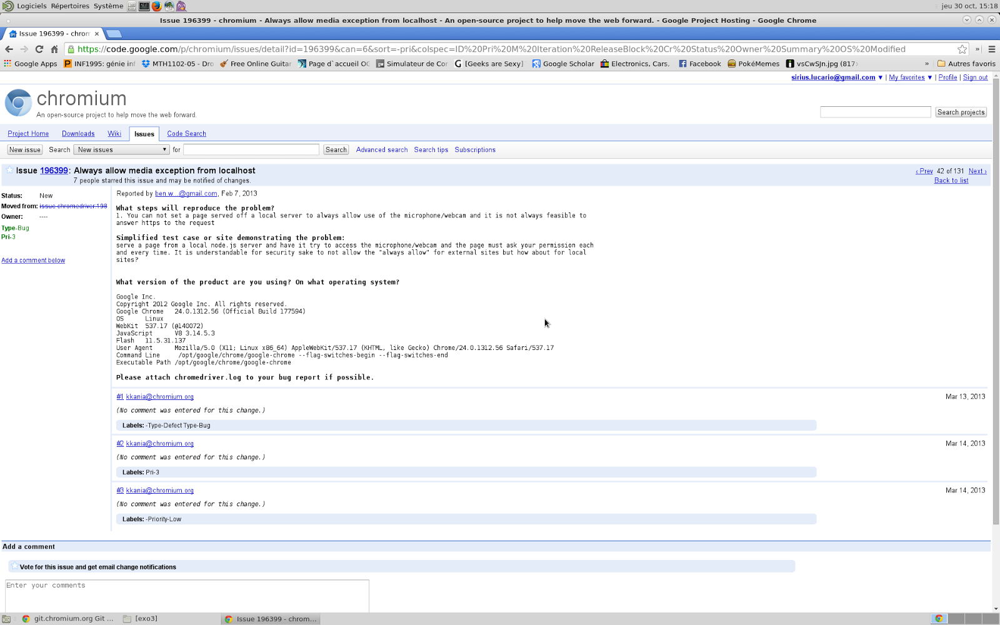 Logiciels Répertoires Système
jeu 30 oct, 15:18
Issue 196399 - chromium - Always allow media exception from localhost - An open-source project to help move the web forward. - Google Project Hosting - Google Chrome
Issue 196399 - chrom
https://code.google.com/p/chromium/issues/detail?id=196399&can=6&sort=-pri&colspec=ID%20Pri%20M%20Iteration%20ReleaseBlock%20Cr%20Status%20Owner%20Summary%20OS%20Modified
Google Apps INF1995: génie inf MTH1102-05 - Dro Free Online Guitar Page d`accueil OC Simulateur de Cor [Geeks are Sexy] Google Scholar Electronics, Cars, Facebook PokéMemes vsCwSJn.jpg (817 » Autres favoris
sirius.lucario@gmail.com ▼ | My favorites ▼ | Profile | Sign out
chromium
An open-source project to help move the web forward.
Search projects
Project Home Downloads Wiki Issues Code Search
New issue Search New issues for Search Advanced search Search tips Subscriptions
Issue 196399: Always allow media exception from localhost
7 people starred this issue and may be notified of changes.
‹ Prev 42 of 131 Next ›
Back to list
Status: New
Moved from: issue chromedriver:198
Owner: ----
Type-Bug
Pri-3
Add a comment below
Reported by ben.w...@gmail.com, Feb 7, 2013
What steps will reproduce the problem?
1. You can not set a page served off a local server to always allow use of the microphone/webcam and it is not always feasible to
answer https to the request
Simplified test case or site demonstrating the problem:
serve a page from a local node.js server and have it try to access the microphone/webcam and the page must ask your permission each
and every time. It is understandable for security sake to not allow the "always allow" for external sites but how about for local
sites?
What version of the product are you using? On what operating system?
Google Inc.
Copyright 2012 Google Inc. All rights reserved.
Google Chrome 24.0.1312.56 (Official Build 177594)
OS Linux
WebKit 537.17 (@140072)
JavaScript V8 3.14.5.3
Flash 11.5.31.137
User Agent Mozilla/5.0 (X11; Linux x86_64) AppleWebKit/537.17 (KHTML, like Gecko) Chrome/24.0.1312.56 Safari/537.17
Command Line /opt/google/chrome/google-chrome --flag-switches-begin --flag-switches-end
Executable Path /opt/google/chrome/google-chrome
Please attach chromedriver.log to your bug report if possible.
#1 kkania@chromium.org Mar 13, 2013
(No comment was entered for this change.)
Labels: -Type-Defect Type-Bug
#2 kkania@chromium.org Mar 14, 2013
(No comment was entered for this change.)
Labels: Pri-3
#3 kkania@chromium.org Mar 14, 2013
(No comment was entered for this change.)
Labels: -Priority-Low
Add a comment
Vote for this issue and get email change notifications
Enter your comments
git.chromium.org Git ... [exo3] Issue 196399 - chrom...